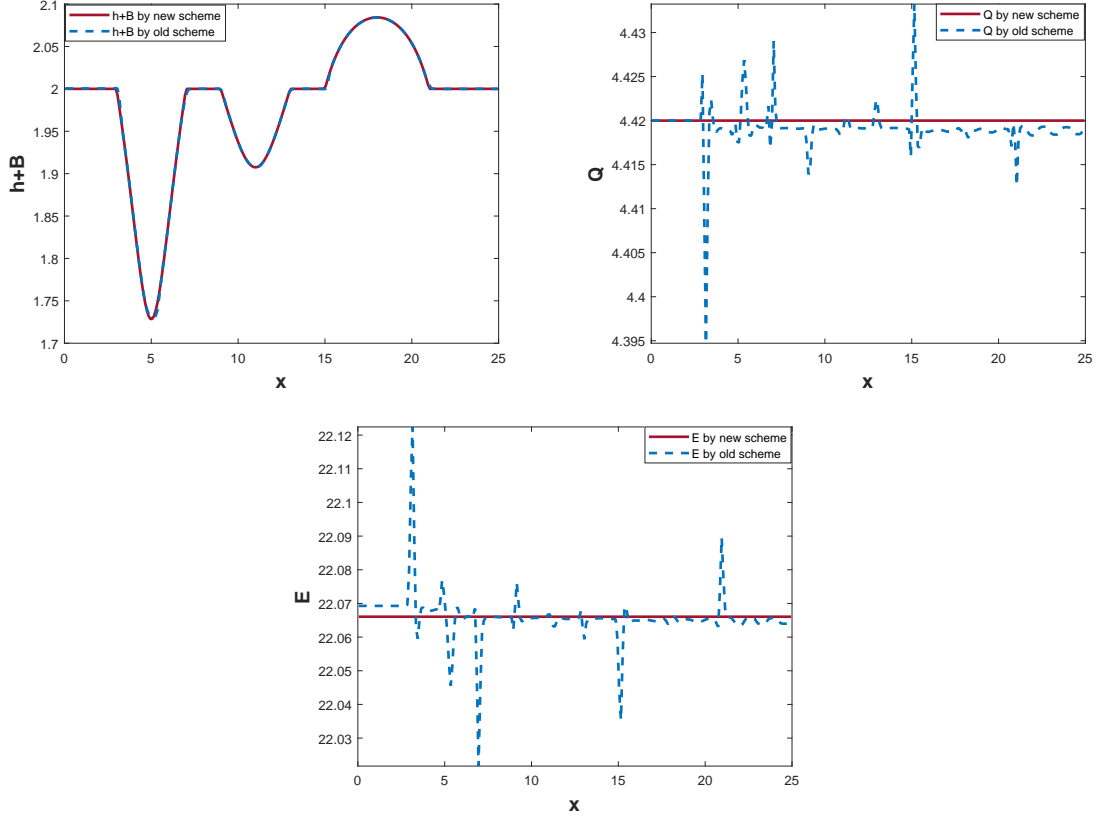 2.1
2.05
2
1.95
1.9
1.85
1.8
1.75
1.7
h+B
h+B by new scheme
h+B by old scheme
0 5 10 15 20 25
x
4.43
4.425
4.420
4.415
4.41
4.405
4.4
4.395
Q
Q by new scheme
Q by old scheme
0 5 10 15 20 25
x
22.12
22.11
22.1
22.09
22.08
22.07
22.06
22.05
22.04
22.03
E
E by new scheme
E by old scheme
0 5 10 15 20 25
x